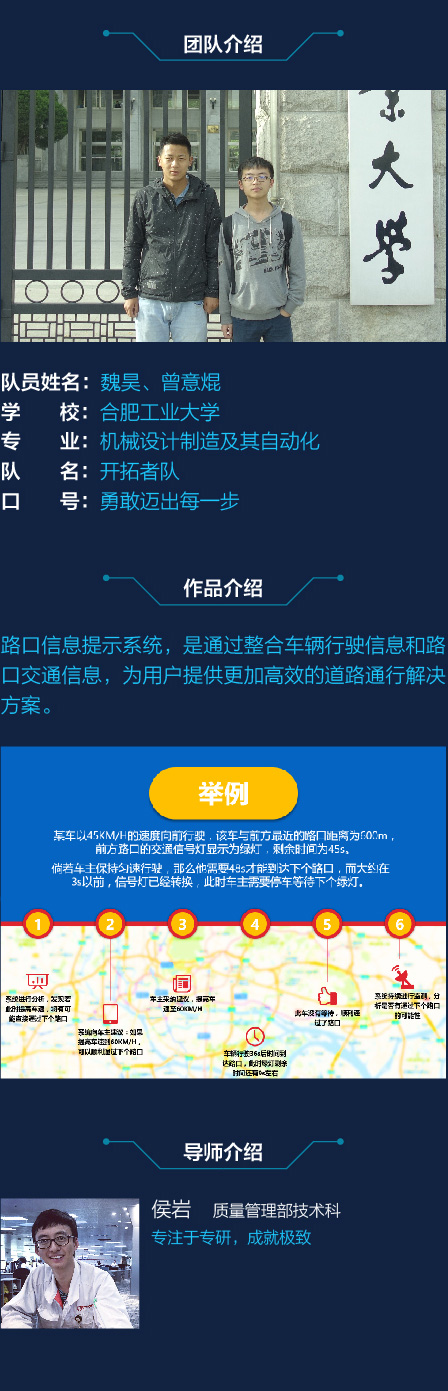 团队介绍
大学
队员姓名：魏昊、曾意焜
学 校：合肥工业大学
专 业：机械设计制造及其自动化
队 名：开拓者队
口 号：勇敢迈出每一步
作品介绍
路口信息提示系统，是通过整合车辆行驶信息和路
口交通信息，为用户提供更加高效的道路通行解决
方案。
举例
某车以45KM/H的速度向前行驶，该车与前方最近的路口距离为600m，
前方路口的交通信号灯显示为绿灯，剩余时间为45s。
倘若车主保持匀速行驶，那么他需要48s才能到达下个路口，而大约在
3s以前，信号灯已经转换，此时车主需要停车等待下个绿灯。
1
2
3
4
5
6
系统进行分析，发现若
此时提高车速，将有可
能直接通过下个路口
系统向车主建议：如果
提高车速到60KM/H，
可以顺利通过下个路口
车主采纳建议，提高车
速至60KM/H
车辆行驶36s后时间到
达路口，此时绿灯剩余
时间还有9s左右
此车没有等待，顺利通
过了路口
系统持续进行监测，分
析是否有通过下个路口
的可能性
导师介绍
侯岩 质量管理部技术科
专注于专研，成就极致